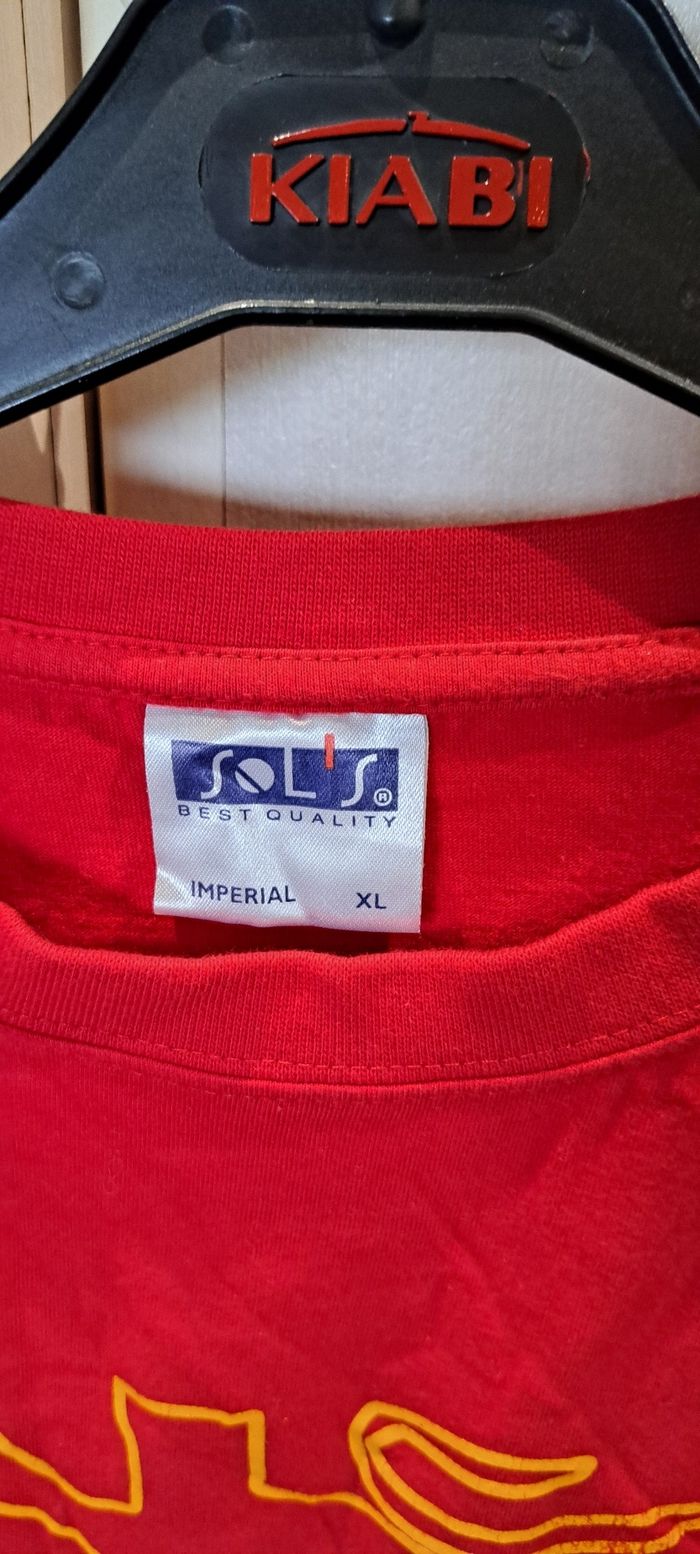 KIABI
SOL'S®
BEST QUALITY
IMPERIAL XL